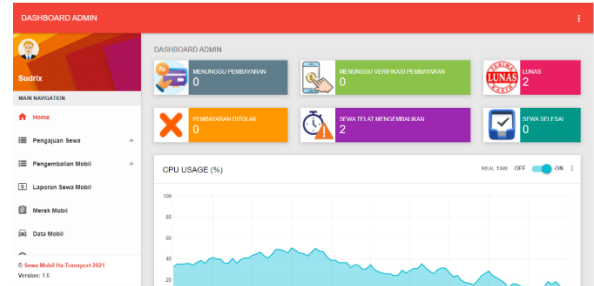 DASHBOARD ADMIN
Sudrix
MAIN NAVIGATION
Home
Pengajuan Sewa +
Pengembalian Mobil +
Laporan Sewa Mobil
Merek Mobil
Data Mobil
© Sewa Mobil Ra-Transport 2021
Version: 1.0
DASHBOARD ADMIN
MENUNGGU PEMBAYARAN
0
MENUNGGU VERIFIKASI PEMBAYARAN
0
LUNAS
LUNAS
2
PEMBAYARAN DITOLAK
0
SEWA TELAT MENGEMBALIKAN
2
SEWA SELESAI
0
CPU USAGE (%)
REAL TIME OFF ON
100
80
60
40
20